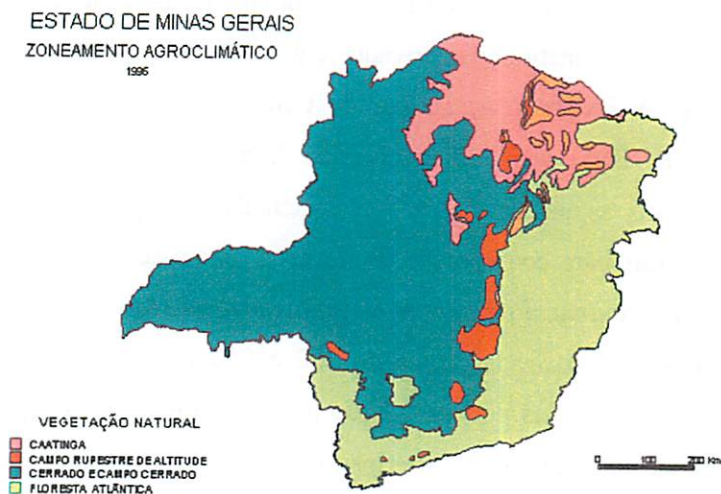 ESTADO DE MINAS GERAIS
ZONEAMENTO AGROCLIMÁTICO
1996
VEGETAÇÃO NATURAL
CAATINGA
CAMPO RUPESTRE DE ALTITUDE
CERRADO E CAMPO CERRADO
FLORESTA ATLÂNTICA
0 100 200 Km